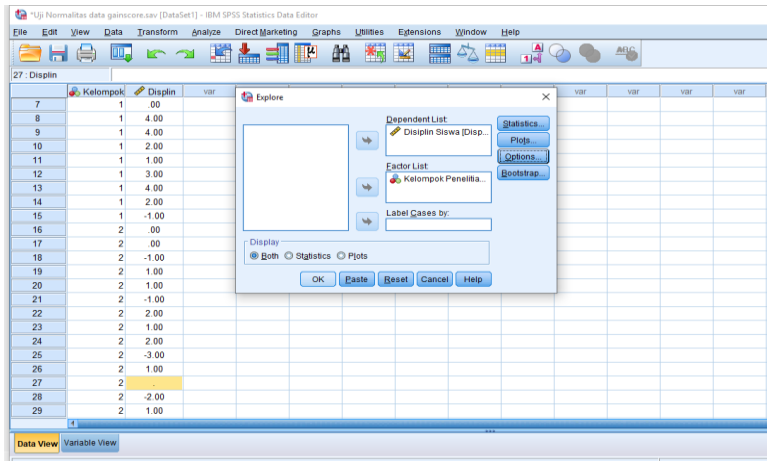 *Uji Normalitas data gainscore.sav [DataSet1] - IBM SPSS Statistics Data Editor
File Edit View Data Transform Analyze Direct Marketing Graphs Utilities Extensions Window Help
27 : Displin
Kelompok Displin var var var var var
7 1 .00
8 1 4.00
9 1 4.00
10 1 2.00
11 1 1.00
12 1 3.00
13 1 4.00
14 1 2.00
15 1 -1.00
16 2 .00
17 2 .00
18 2 -1.00
19 2 1.00
20 2 1.00
21 2 -1.00
22 2 2.00
23 2 1.00
24 2 2.00
25 2 -3.00
26 2 1.00
27 2 .
28 2 -2.00
29 2 1.00
Explore
Dependent List:
Disiplin Siswa [Disp...
Factor List:
Kelompok Penelitia...
Label Cases by:
Statistics...
Plots...
Options...
Bootstrap...
Display
Both Statistics Plots
OK Paste Reset Cancel Help
Data View Variable View